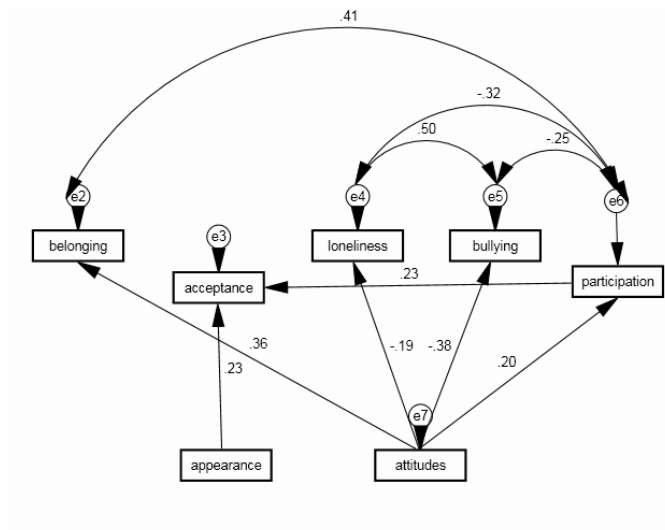 .41
-.32
.50
-.25
e2
e4
e5
e6
belonging
e3
loneliness
bullying
acceptance
.23
participation
.36
.23
-.19
-.38
.20
e7
appearance
attitudes